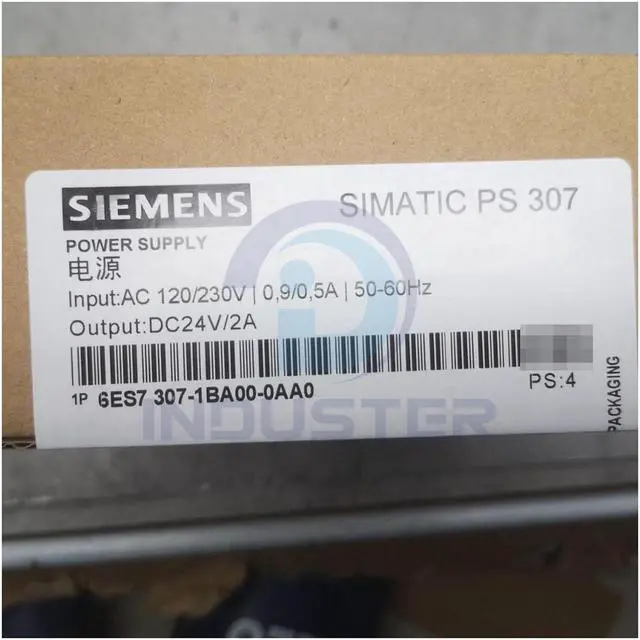 SIEMENS
SIMATIC PS 307
POWER SUPPLY
电源
Input:AC 120/230V | 0,9/0,5A | 50-60Hz
Output:DC24V/2A
1P 6ES7 307-1BA00-0AA0
PS:4
PACKAGING
INDUSTER